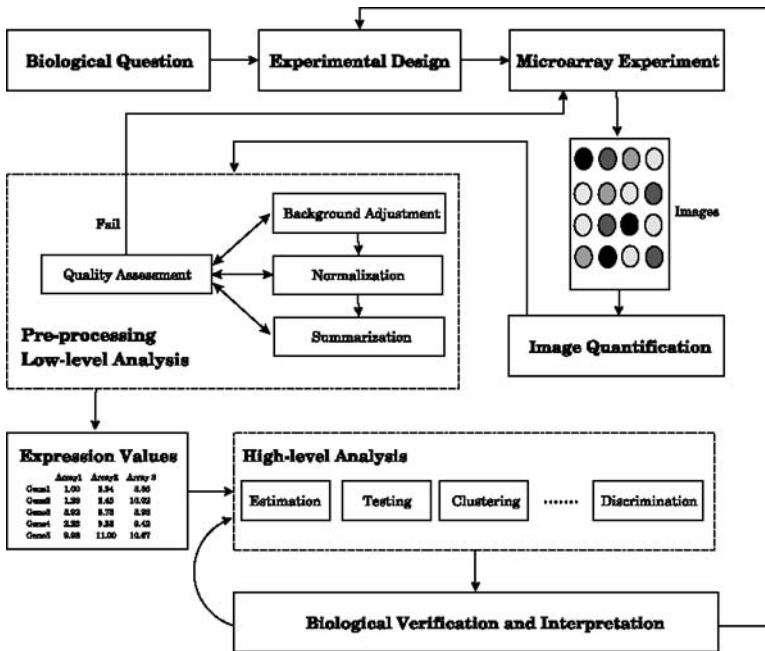 Biological Question
Experimental Design
Microarray Experiment
Images
Fail
Background Adjustment
Quality Assessment
Normalization
Summarization
Pre-processing
Low-level Analysis
Image Quantification
Expression Values
Array1 Array2 Array 3
Gene1 1.00
Gene2
Gene3
Gene4
Gene5 11.00 10.67
High-level Analysis
Estimation
Testing
Clustering
Discrimination
Biological Verification and Interpretation